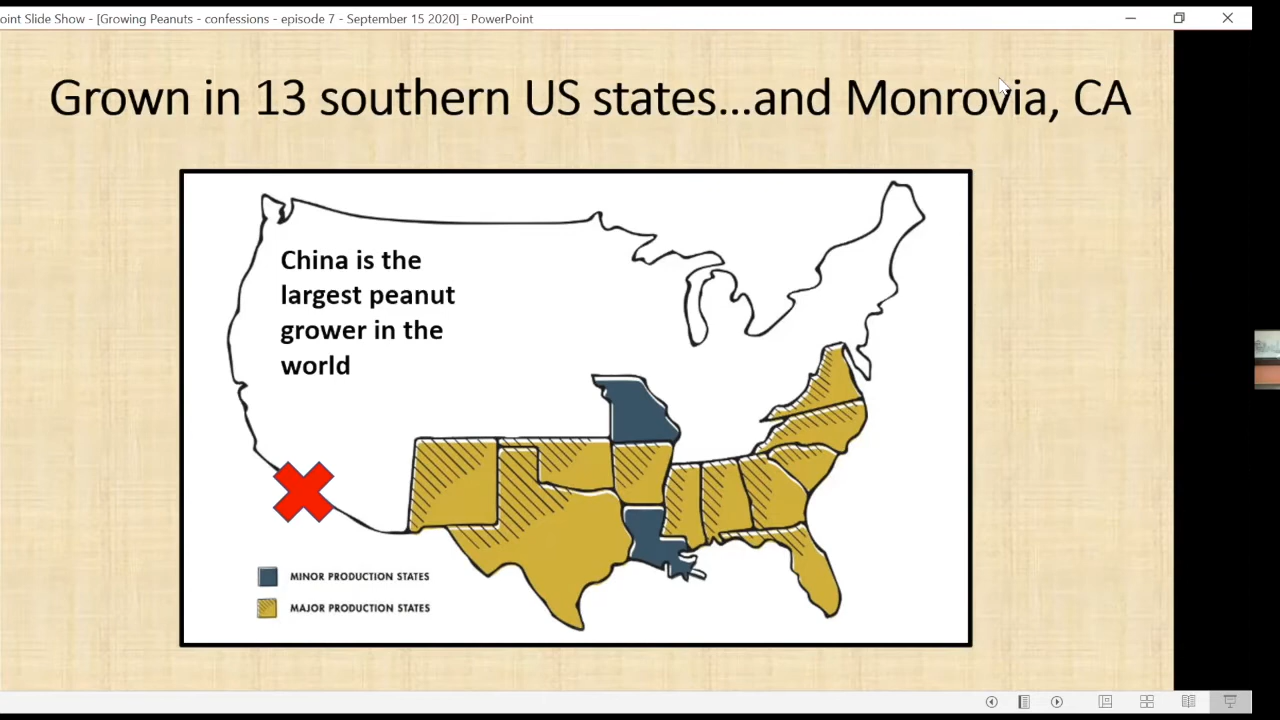 oint Slide Show - [Growing Peanuts - confessions - episode 7 - September 15 2020] - PowerPoint
Grown in 13 southern US states...and Monrovia, CA
China is the
largest peanut
grower in the
world
MINOR PRODUCTION STATES
MAJOR PRODUCTION STATES